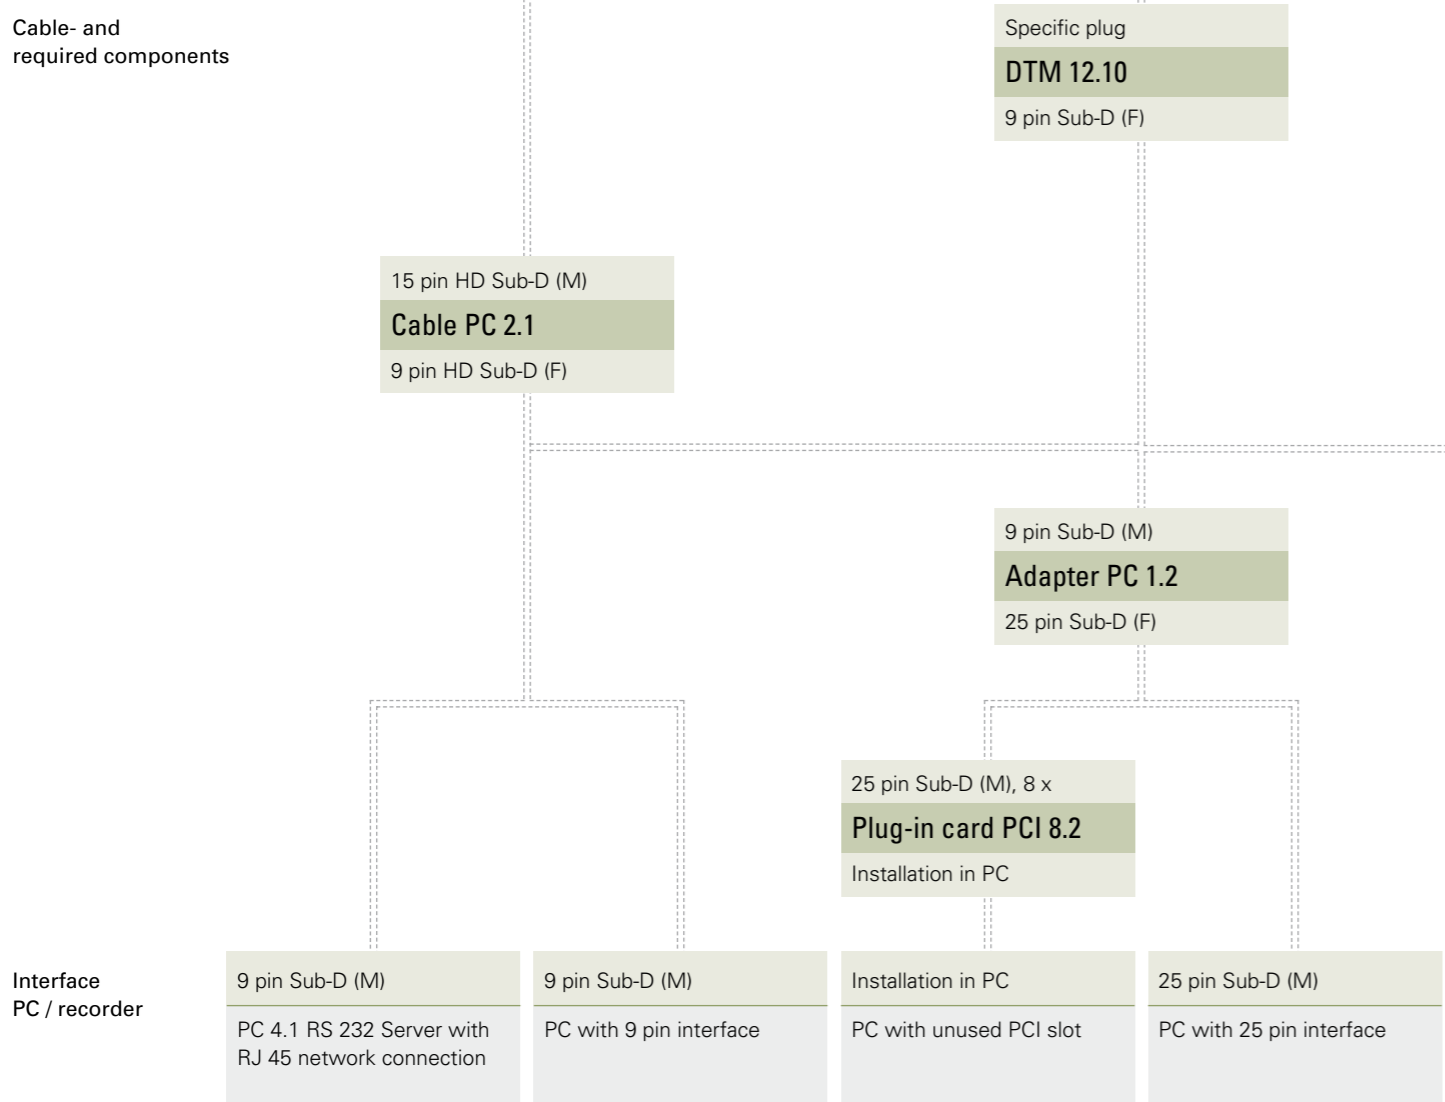 Cable- and
required components
Specific plug
DTM 12.10
9 pin Sub-D (F)
15 pin HD Sub-D (M)
Cable PC 2.1
9 pin HD Sub-D (F)
9 pin Sub-D (M)
Adapter PC 1.2
25 pin Sub-D (F)
25 pin Sub-D (M), 8 x
Plug-in card PCI 8.2
Installation in PC
Interface
PC / recorder
9 pin Sub-D (M)
PC 4.1 RS 232 Server with
RJ 45 network connection
9 pin Sub-D (M)
PC with 9 pin interface
Installation in PC
PC with unused PCI slot
25 pin Sub-D (M)
PC with 25 pin interface